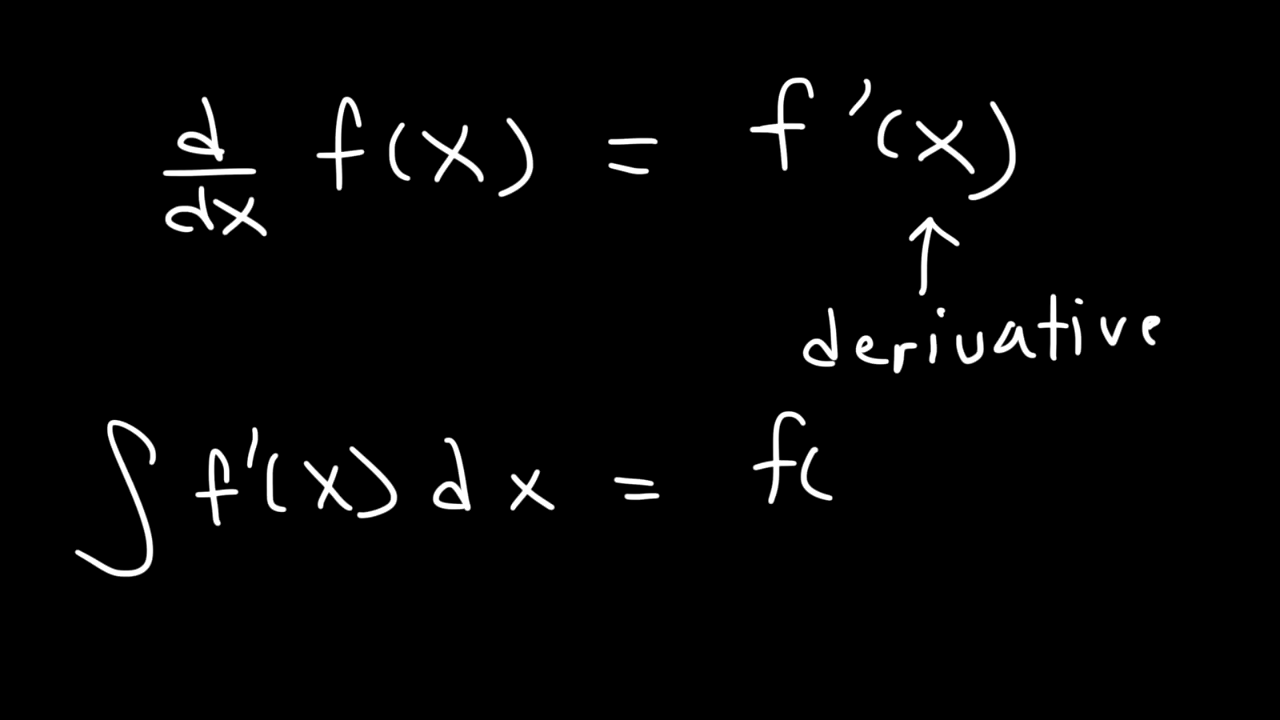 d/dx f(x) = f'(x)
↑
derivative
∫ f'(x) dx = f(